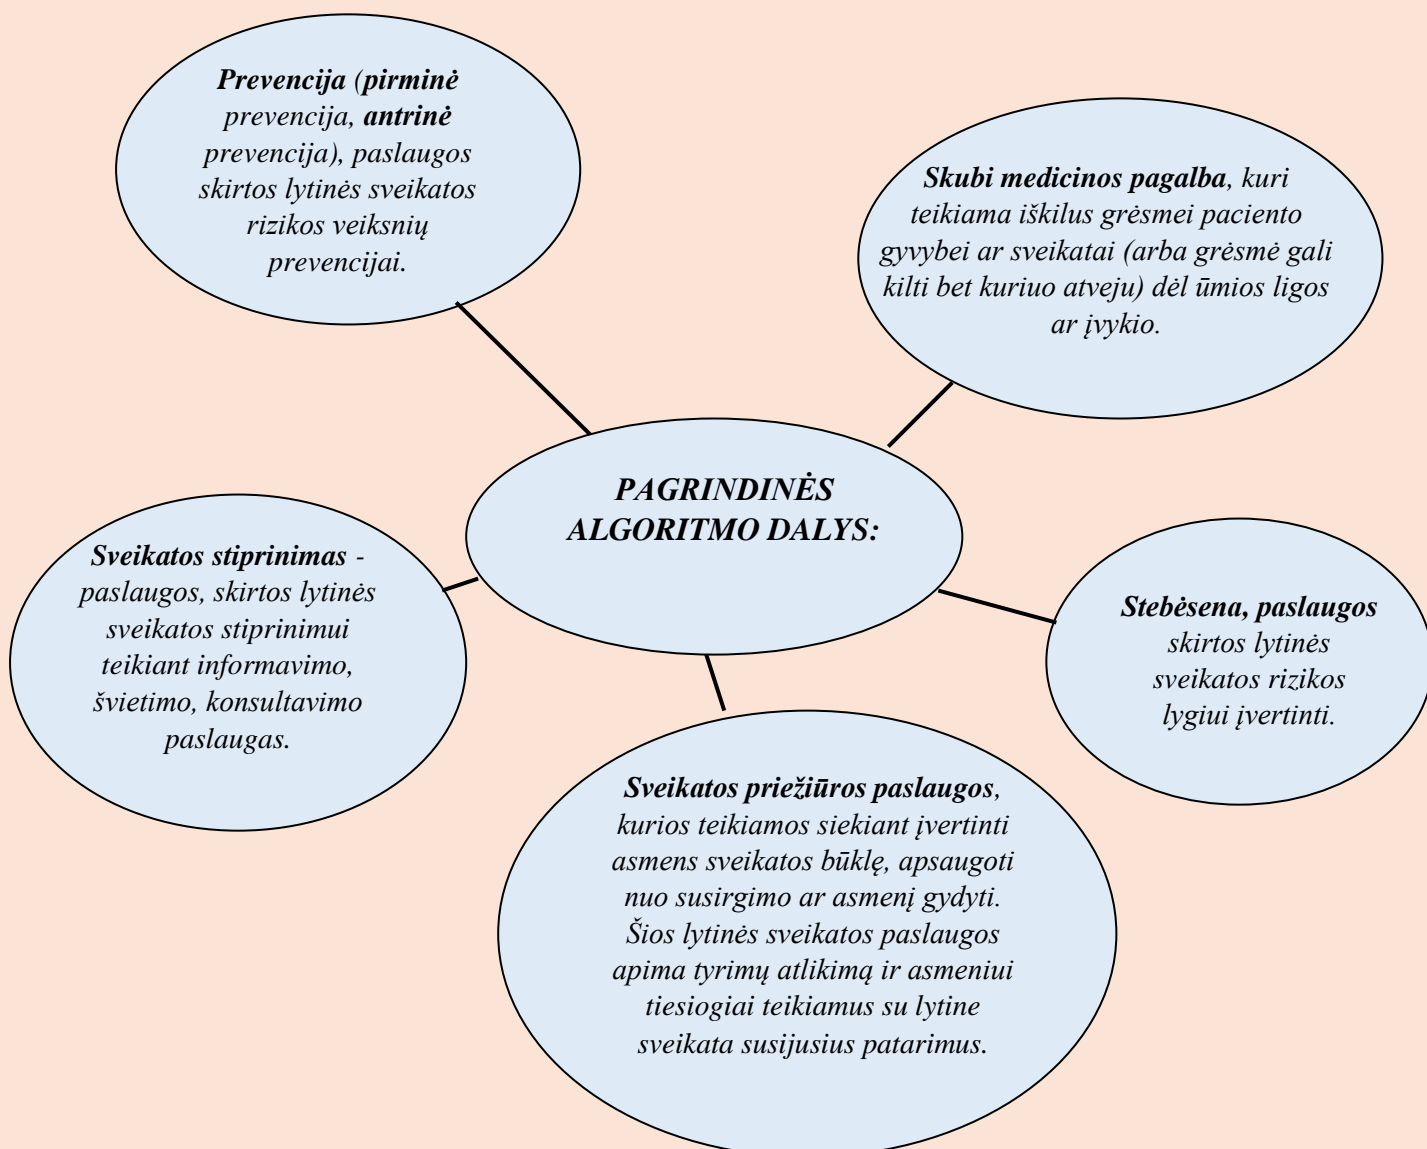 Prevencija (pirminė
prevencija, antrinė
prevencija), paslaugos
skirtos lytinės sveikatos
rizikos veiksnių
prevencijai.
Skubi medicinos pagalba, kuri
teikiama iškilus grėsmei paciento
gyvybei ar sveikatai (arba grėsmė gali
kilti bet kuriuo atveju) dėl ūmios ligos
ar įvykio.
PAGRINDINĖS
ALGORITMO DALYS:
Sveikatos stiprinimas -
paslaugos, skirtos lytinės
sveikatos stiprinimui
teikiant informavimo,
švietimo, konsultavimo
paslaugas.
Stebėsena, paslaugos
skirtos lytinės
sveikatos rizikos
lygiui įvertinti.
Sveikatos priežiūros paslaugos,
kurios teikiamos siekiant įvertinti
asmens sveikatos būklę, apsaugoti
nuo susirgimo ar asmenį gydyti.
Šios lytinės sveikatos paslaugos
apima tyrimų atlikimą ir asmeniui
tiesiogiai teikiamus su lytine
sveikata susijusius patarimus.